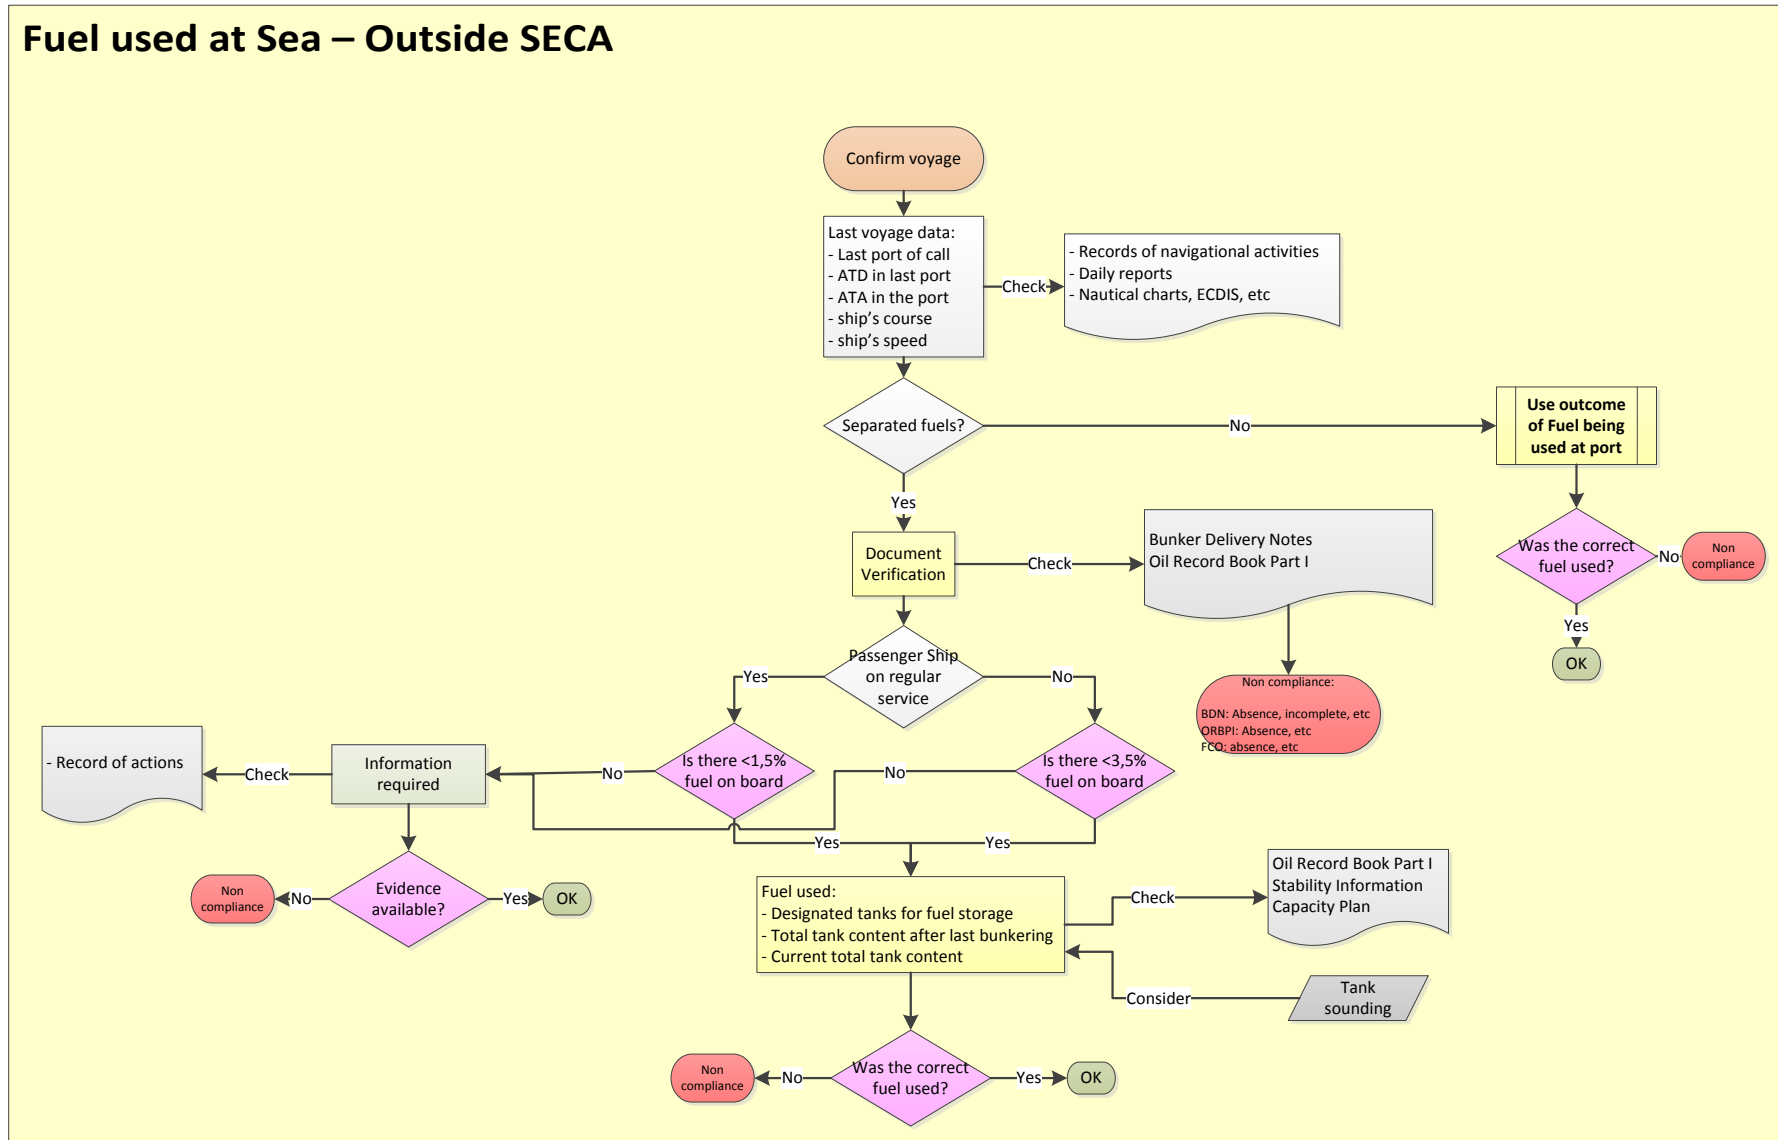 Fuel used at Sea – Outside SECA
Confirm voyage
Last voyage data:
- Last port of call
- ATD in last port
- ATA in the port
- ship's course
- ship's speed
Check
- Records of navigational activities
- Daily reports
- Nautical charts, ECDIS, etc
Separated fuels?
No
Use outcome
of Fuel being
used at port
Yes
Was the correct
fuel used?
No
Non
compliance
Yes
OK
Document
Verification
Check
Bunker Delivery Notes
Oil Record Book Part I
Non compliance:
BDN: Absence, incomplete, etc
ORBPI: Absence, etc
FCO: absence, etc
Passenger Ship
on regular
service
Yes
No
Is there <1,5%
fuel on board
Is there <3,5%
fuel on board
No
No
Information
required
Check
- Record of actions
Evidence
available?
No
Non
compliance
Yes
OK
Yes
Yes
Fuel used:
- Designated tanks for fuel storage
- Total tank content after last bunkering
- Current total tank content
Check
Oil Record Book Part I
Stability Information
Capacity Plan
Consider
Tank
sounding
Was the correct
fuel used?
No
Non
compliance
Yes
OK